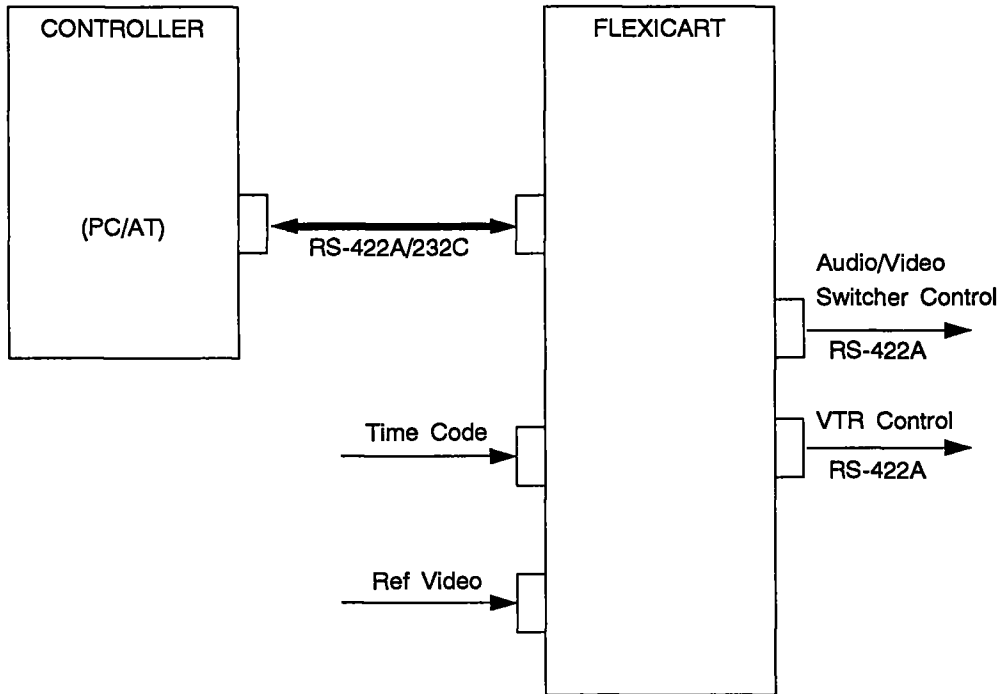 CONTROLLER
(PC/AT)
RS-422A/232C
FLEXICART
Audio/Video
Switcher Control
RS-422A
Time Code
VTR Control
RS-422A
Ref Video